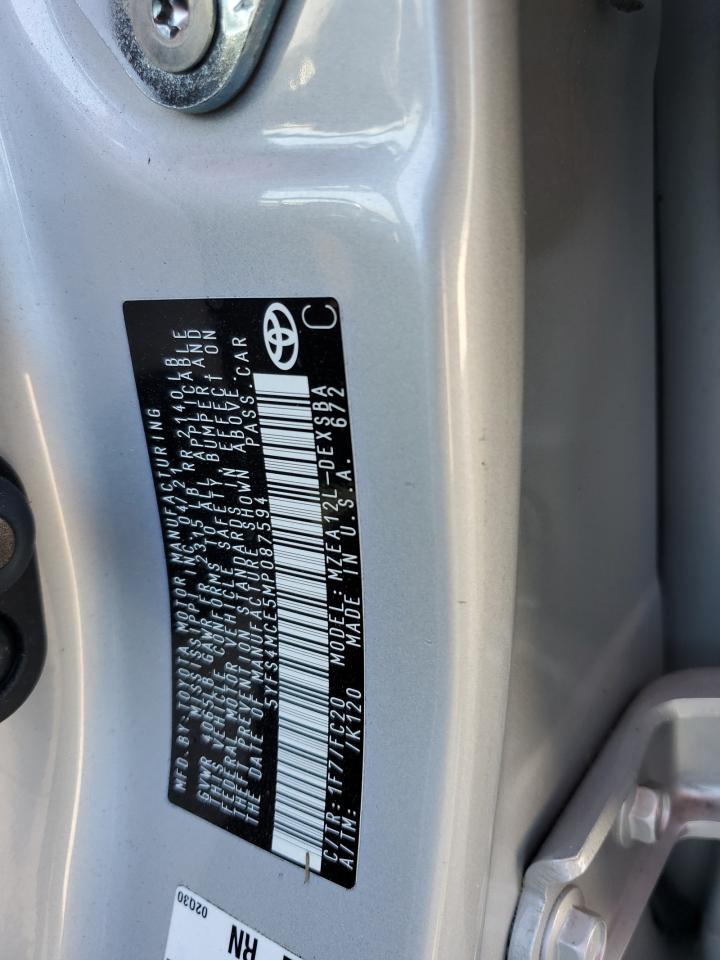 MFD.BY:TOYOTA MOTOR MANUFACTURING
MISSISSIPPI, INC. 04/21
GVWR 4065LB GAWR FR 2315LB RR 2140LB
THIS VEHICLE CONFORMS TO ALL APPLICABLE
FEDERAL MOTOR VEHICLE SAFETY, BUMPER AND
THEFT PREVENTION STANDARDS IN EFFECT ON
THE DATE OF MANUFACTURE SHOWN ABOVE.
5YFS4MCE5MP087594 PASS.CAR
C/TR: 1F7/FC20 MODEL: MZEA12L-DEXSBA
A/TM: /K120 MADE IN U.S.A. 672
C
02030
RN